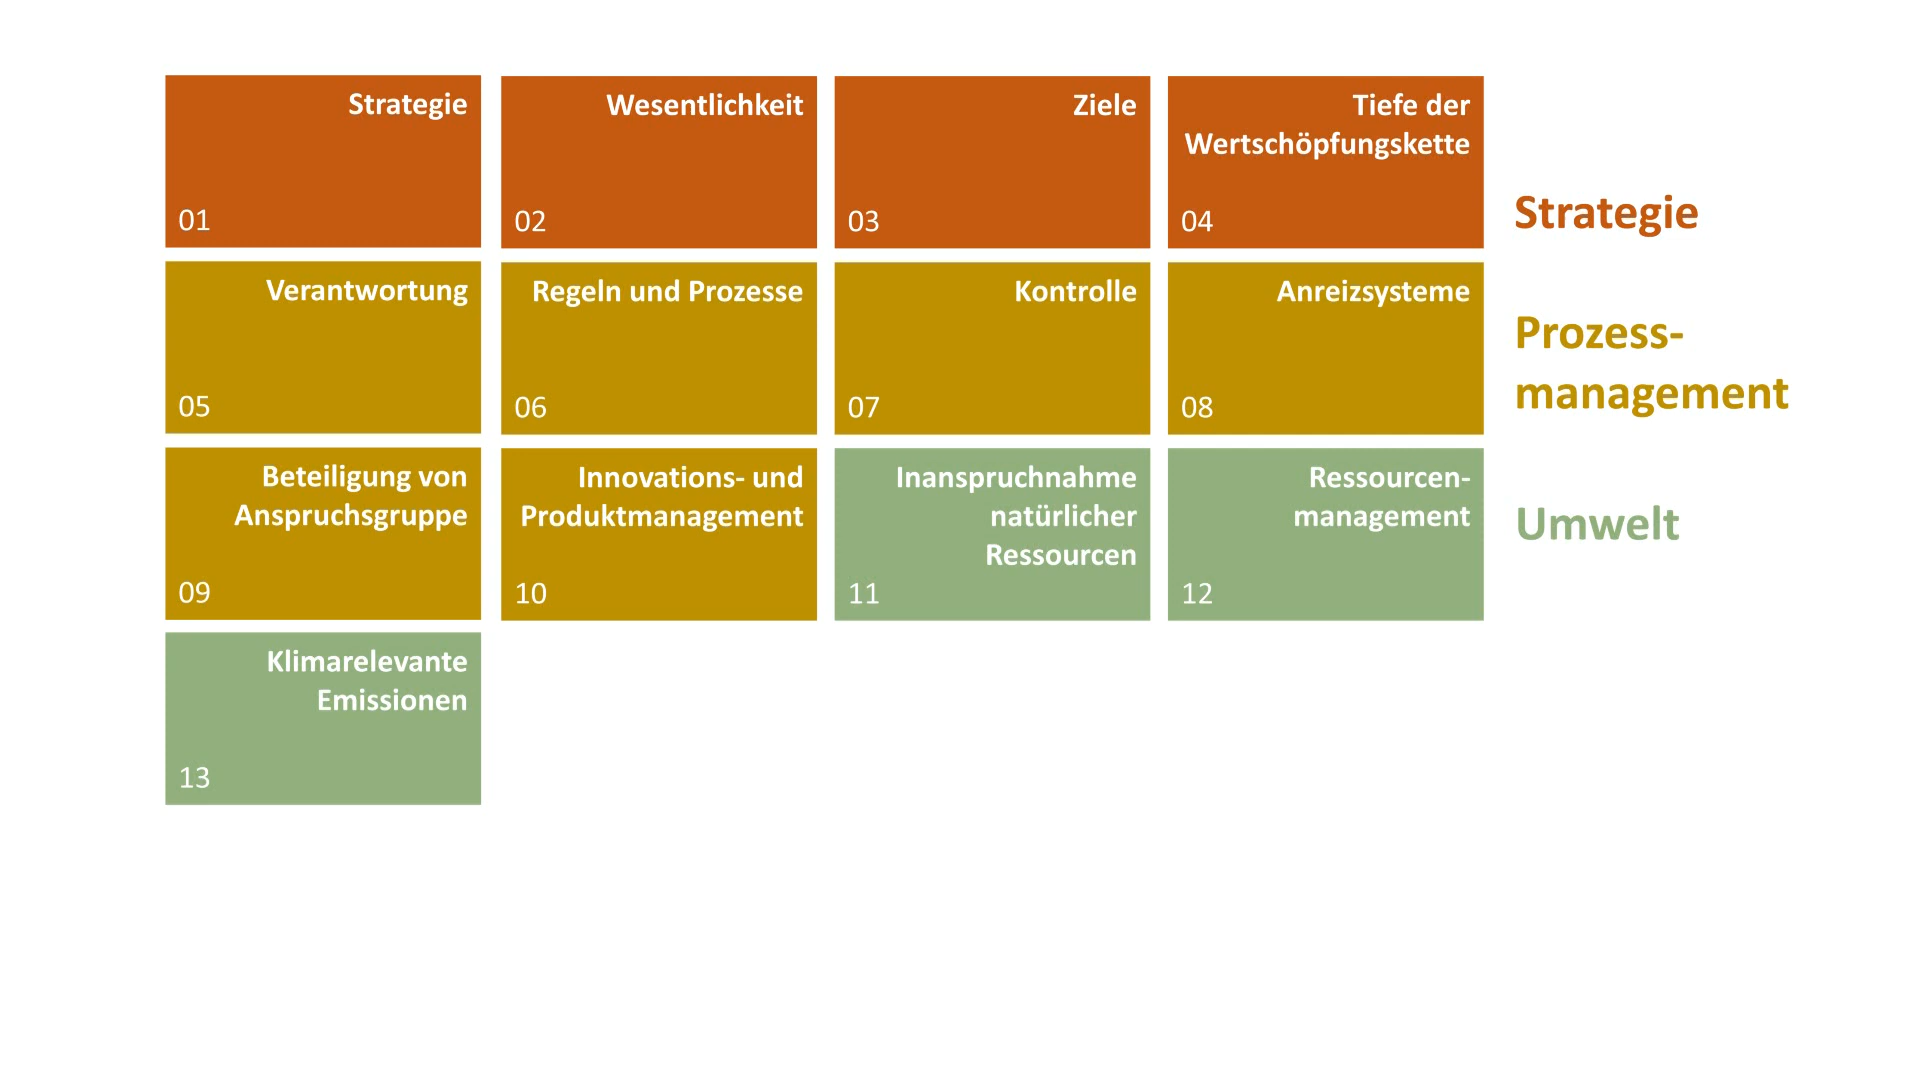 Strategie
01
Wesentlichkeit
02
Ziele
03
Tiefe der
Wertschöpfungskette
04
Strategie
Verantwortung
05
Regeln und Prozesse
06
Kontrolle
07
Anreizsysteme
08
Prozess-
management
Beteiligung von
Anspruchsgruppe
09
Innovations- und
Produktmanagement
10
Inanspruchnahme
natürlicher
Ressourcen
11
Ressourcen-
management
12
Umwelt
Klimarelevante
Emissionen
13